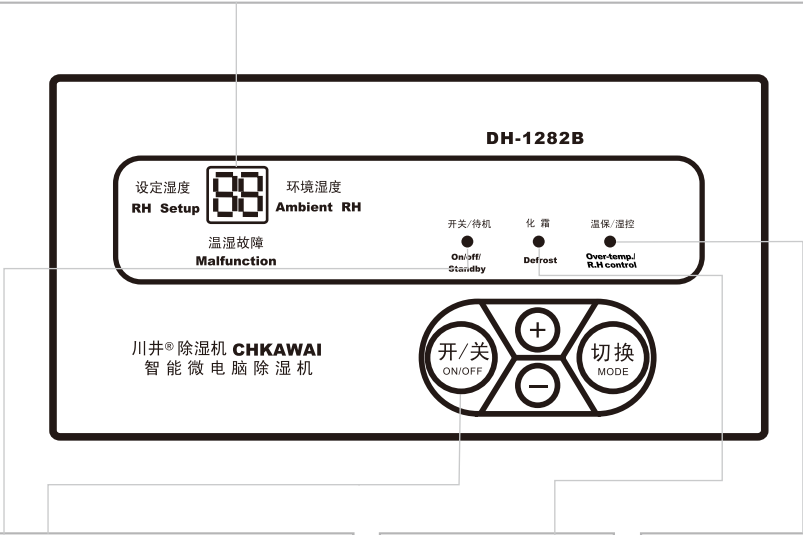 DH-1282B
设定湿度
88
环境湿度
RH Setup
Ambient RH
温湿故障
Malfunction
开关/待机
化霜
温保/湿控
On/off/
Standby
Defrost
Over-temp./
R.H control
川井® 除湿机 CHKAWAI
智能微电脑除湿机
开/关
ON/OFF
+
−
切换
MODE